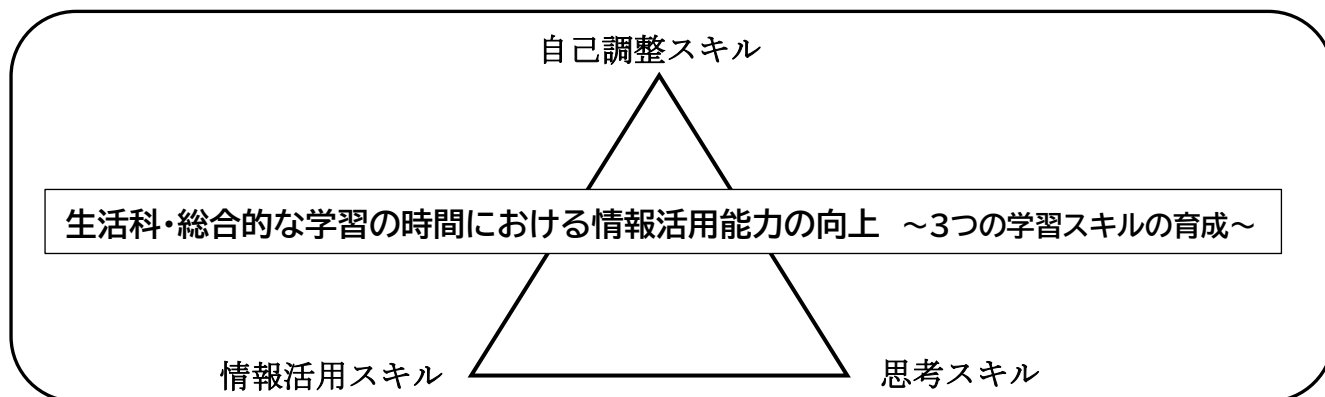 自己調整スキル
生活科・総合的な学習の時間における情報活用能力の向上 ～3つの学習スキルの育成～
情報活用スキル
思考スキル